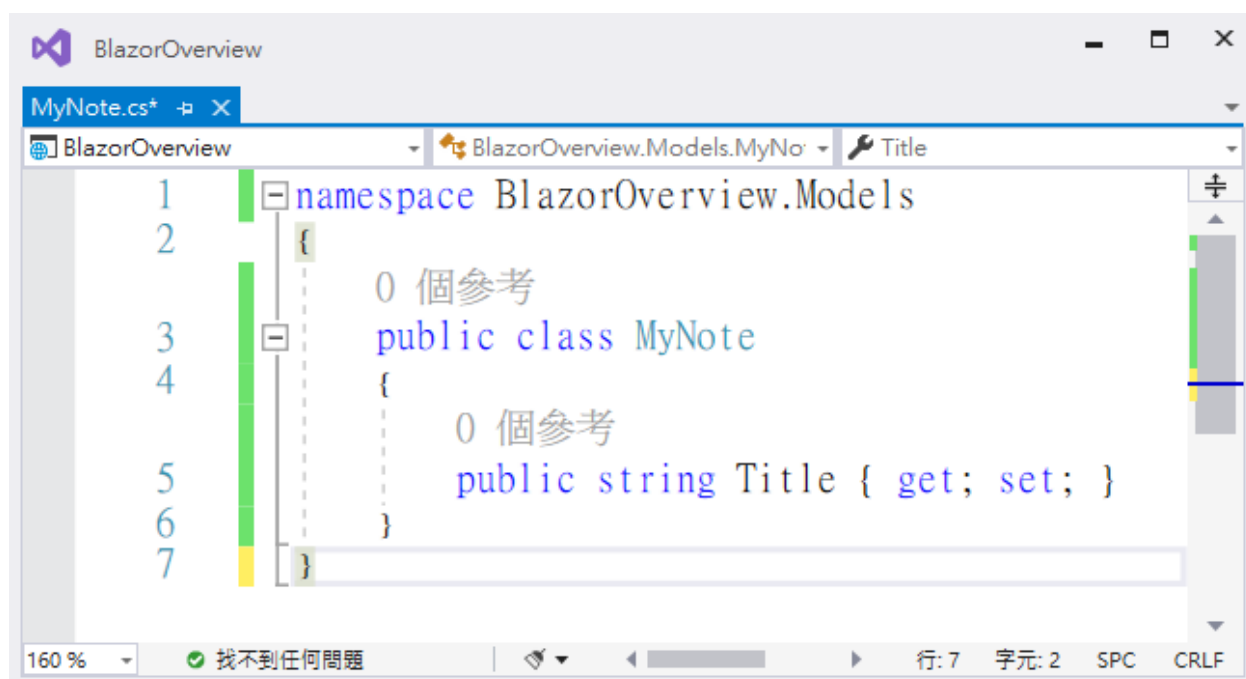 BlazorOverview
MyNote.cs*
BlazorOverview BlazorOverview.Models.MyNo Title
1 namespace BlazorOverview.Models
2 {
0 個參考
3 public class MyNote
4 {
0 個參考
5 public string Title { get; set; }
6 }
7 }
160 % 找不到任何問題 行: 7 字元: 2 SPC CRLF